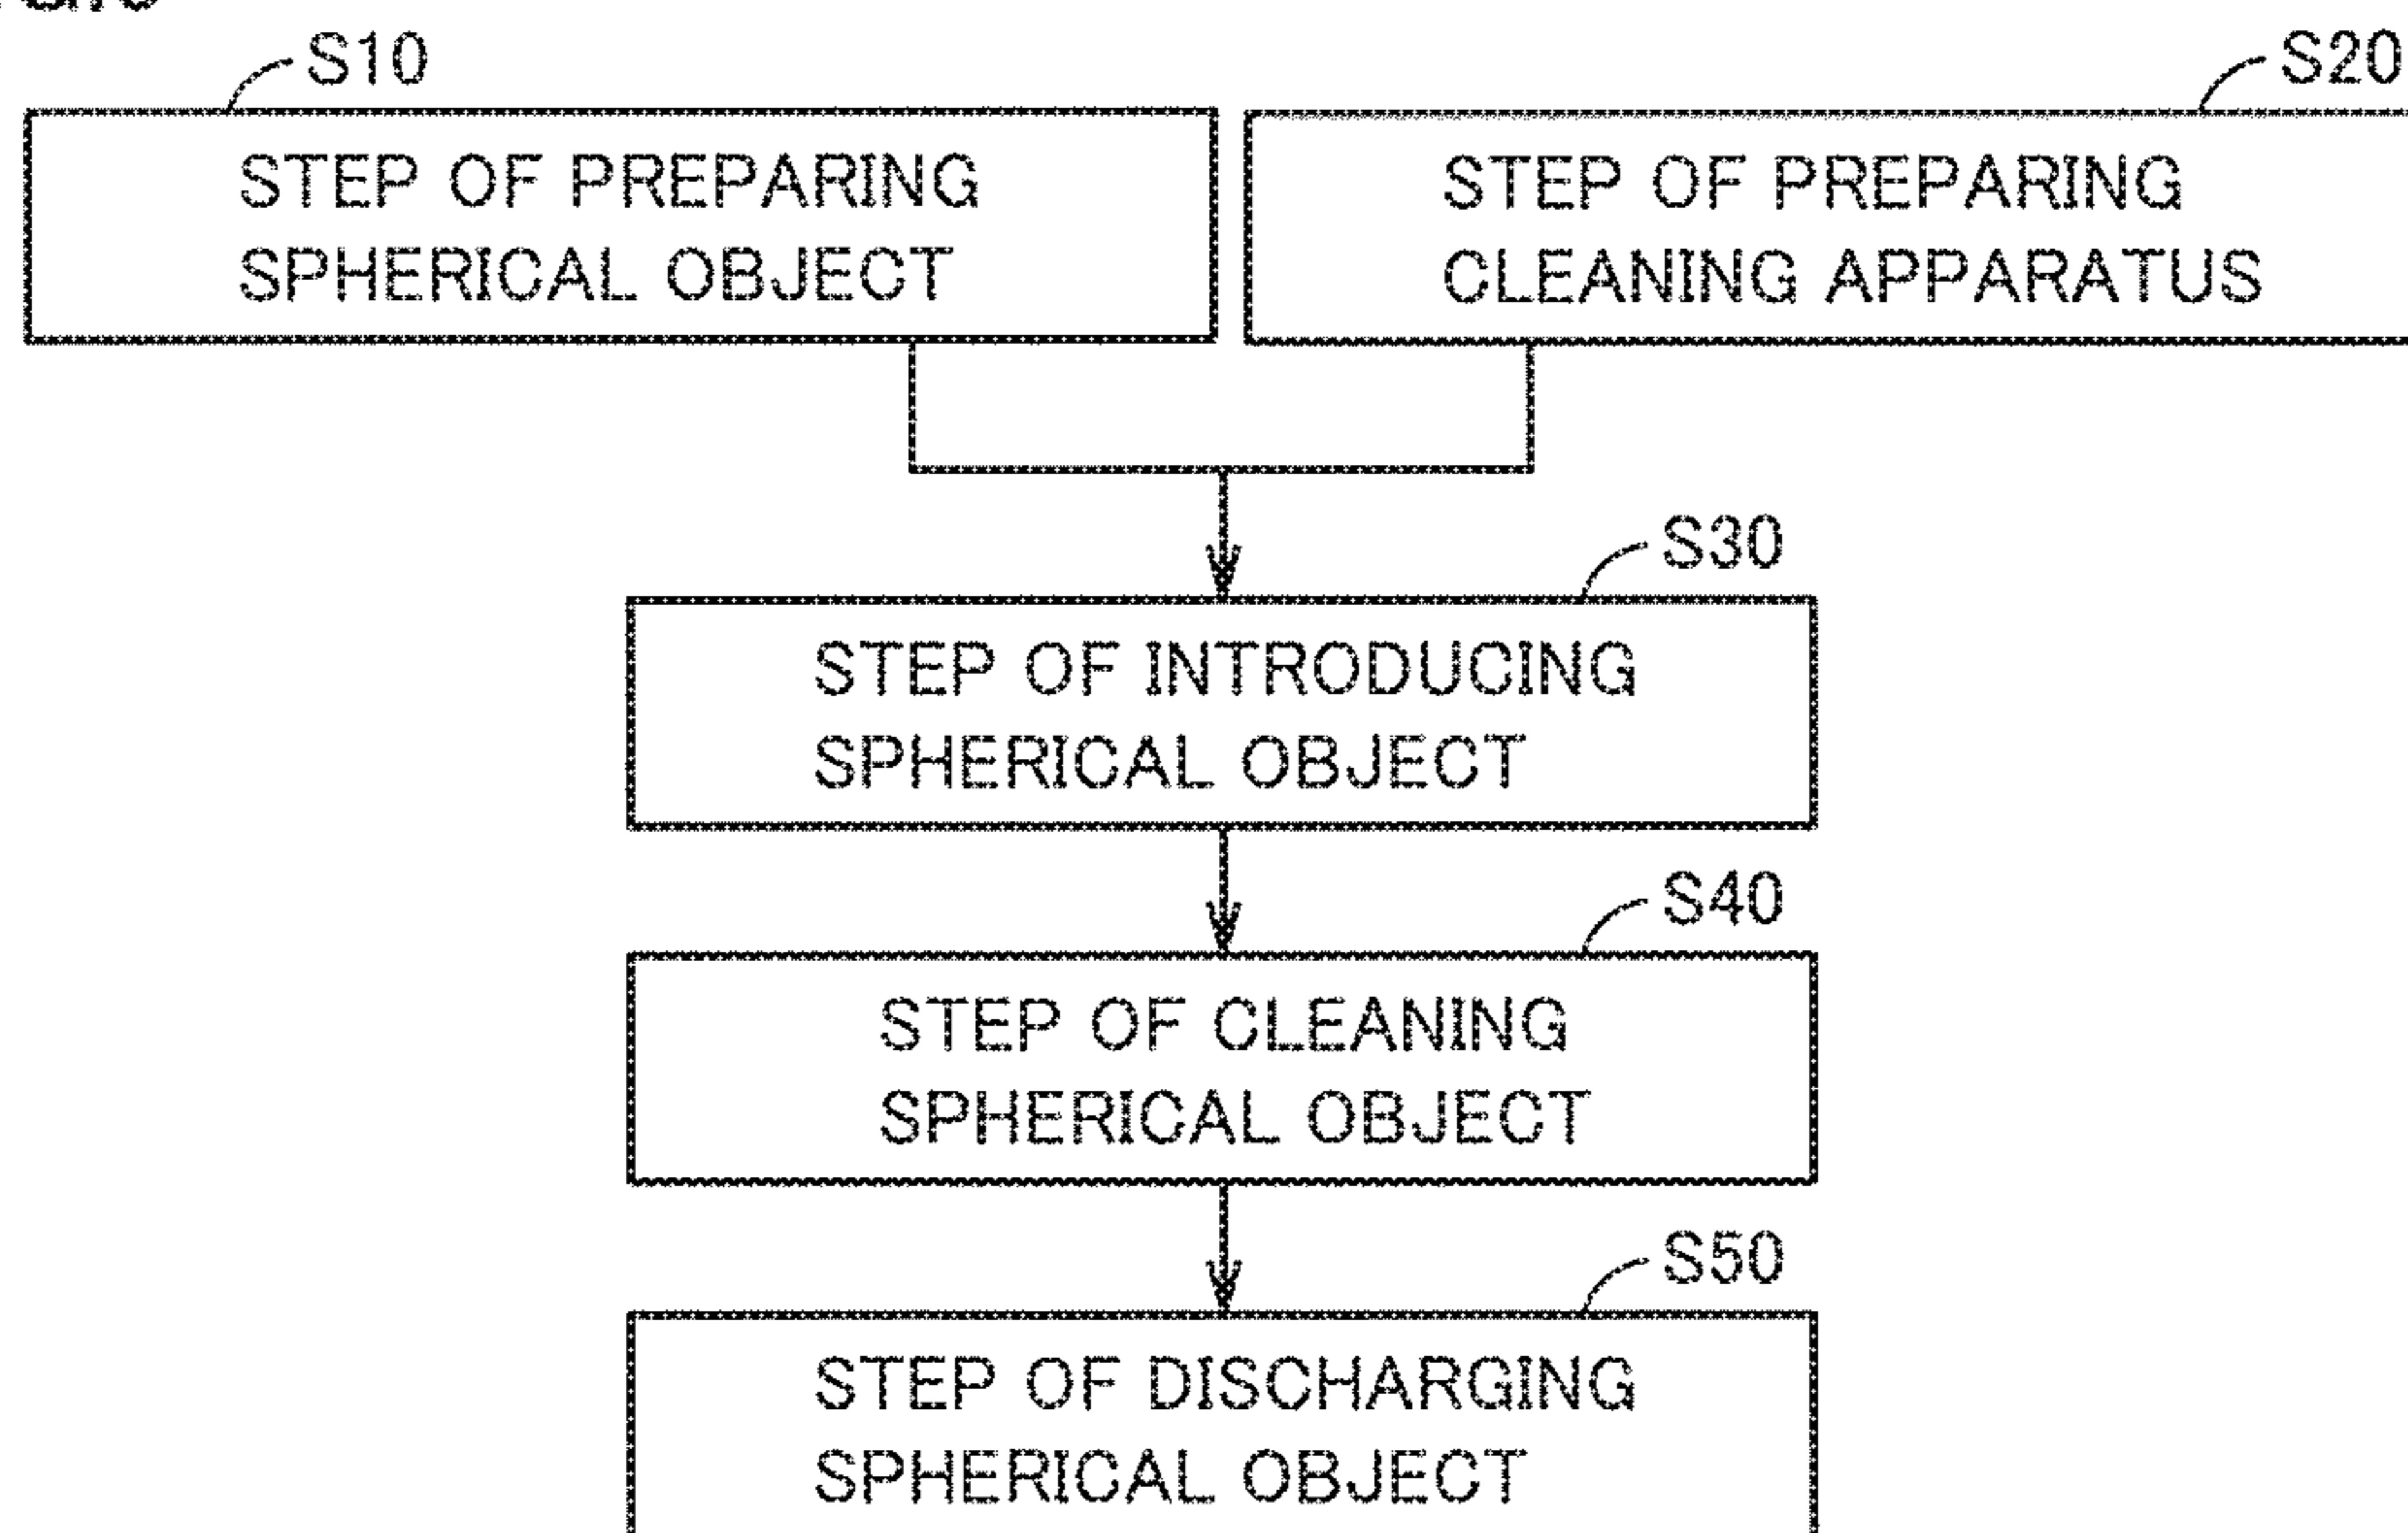 S10
STEP OF PREPARING
SPHERICAL OBJECT
S20
STEP OF PREPARING
CLEANING APPARATUS
S30
STEP OF INTRODUCING
SPHERICAL OBJECT
S40
STEP OF CLEANING
SPHERICAL OBJECT
S50
STEP OF DISCHARGING
SPHERICAL OBJECT